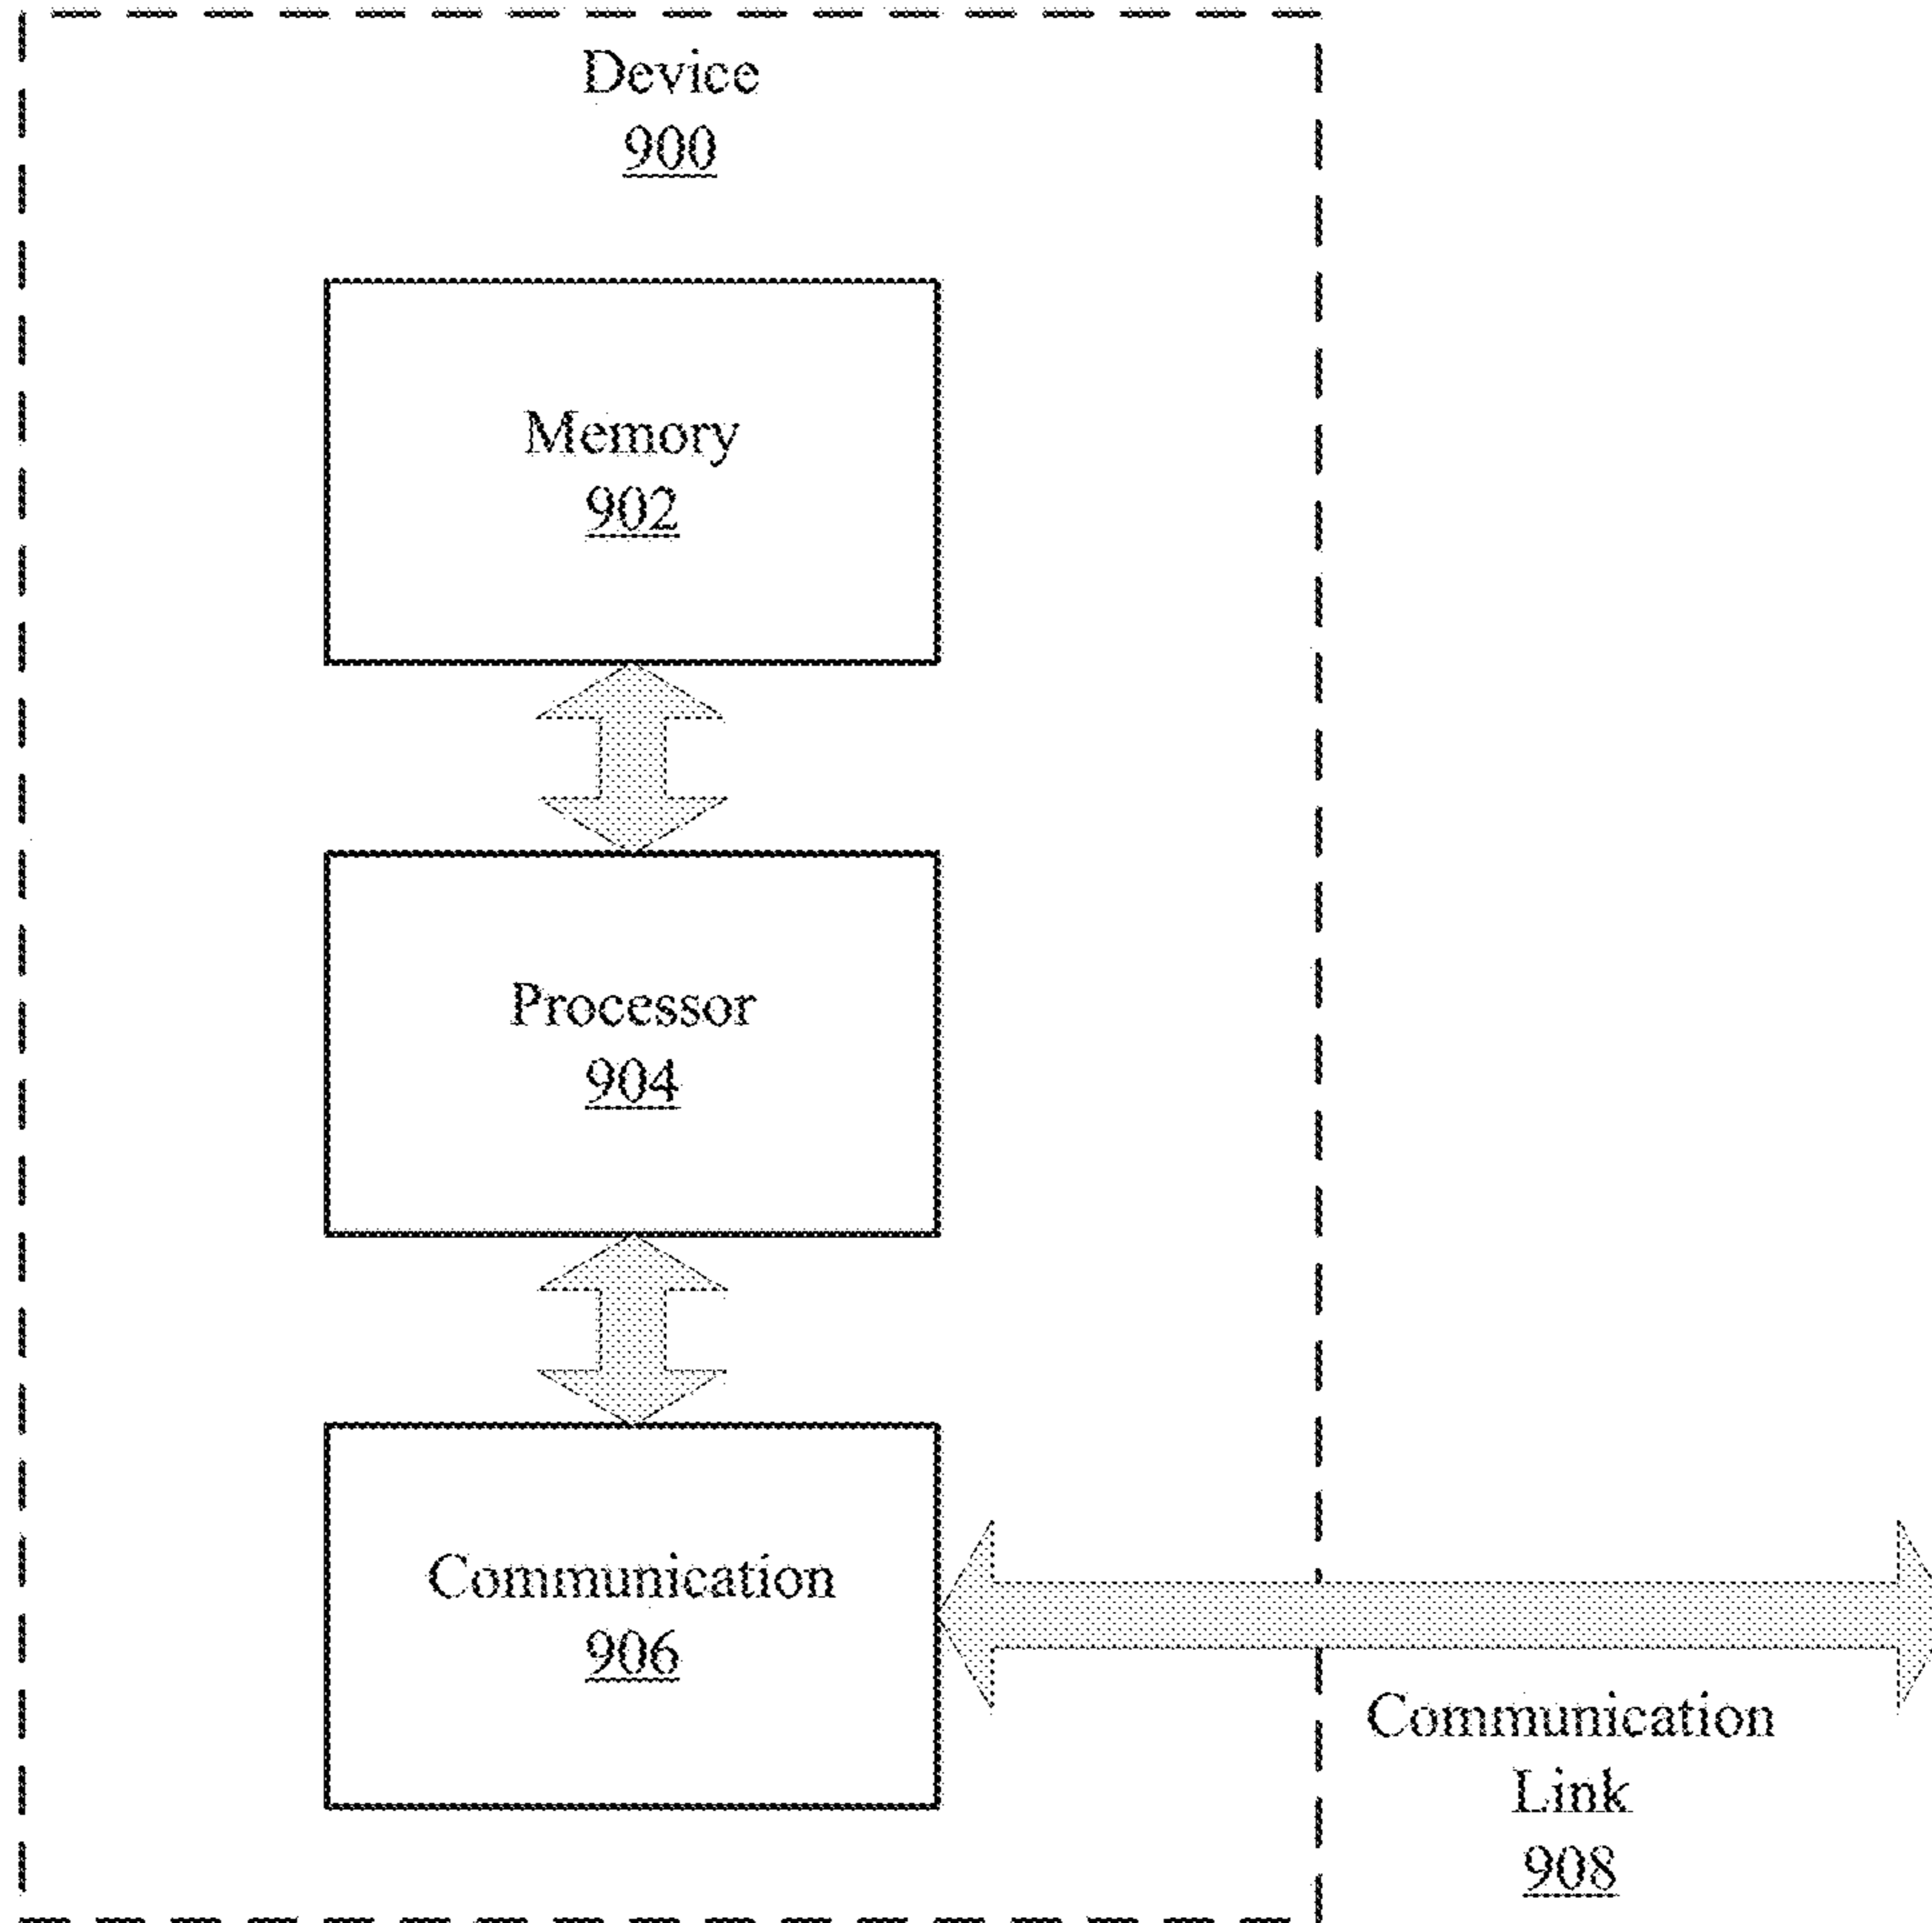 Device
900
Memory
902
Processor
904
Communication
906
Communication
Link
908